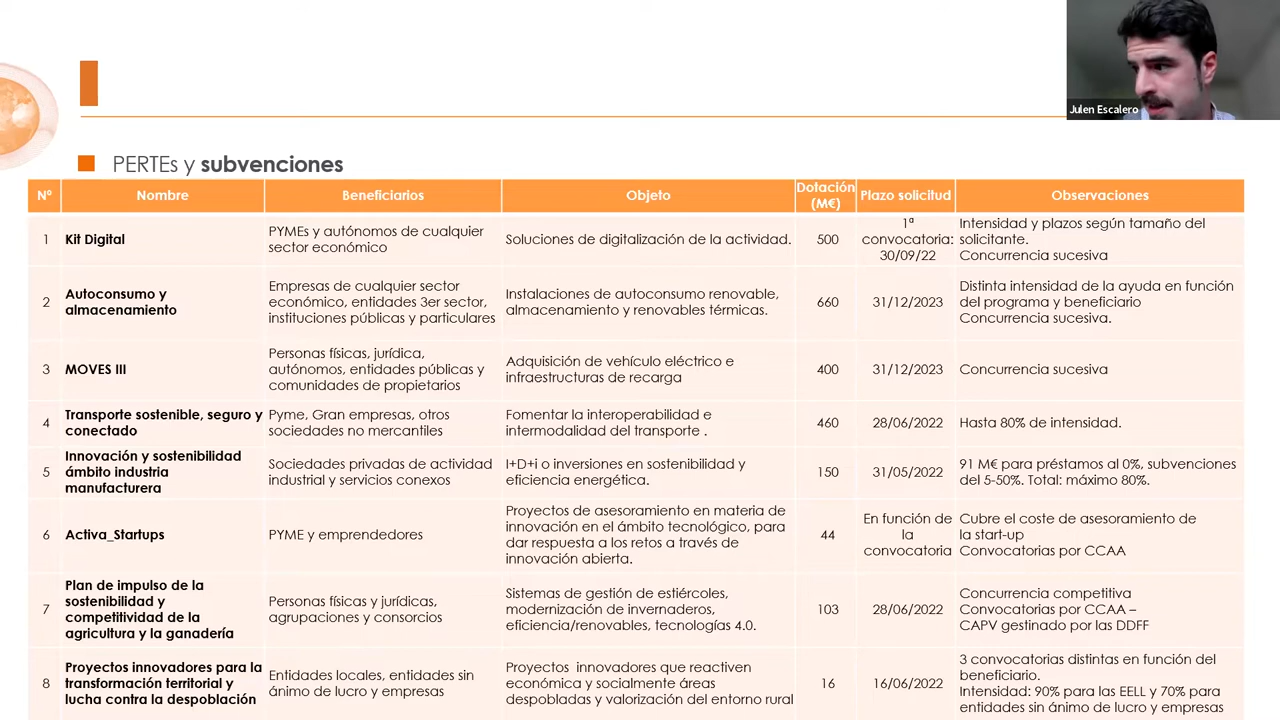 Julen Escalero
PERTEs y subvenciones
Nº Nombre Beneficiarios Objeto Dotación (M€) Plazo solicitud Observaciones
1
Kit Digital
PYMEs y autónomos de cualquier
sector económico
Soluciones de digitalización de la actividad.
500
1ª
convocatoria:
30/09/22
Intensidad y plazos según tamaño del
solicitante.
Concurrencia sucesiva
2
Autoconsumo y
almacenamiento
Empresas de cualquier sector
económico, entidades 3er sector,
instituciones públicas y particulares
Instalaciones de autoconsumo renovable,
almacenamiento y renovables térmicas.
660
31/12/2023
Distinta intensidad de la ayuda en función
del programa y beneficiario
Concurrencia sucesiva.
3
MOVES III
Personas físicas, jurídica,
autónomos, entidades públicas y
comunidades de propietarios
Adquisición de vehículo eléctrico e
infraestructuras de recarga
400
31/12/2023
Concurrencia sucesiva
4
Transporte sostenible, seguro y
conectado
Pyme, Gran empresas, otros
sociedades no mercantiles
Fomentar la interoperabilidad e
intermodalidad del transporte .
460
28/06/2022
Hasta 80% de intensidad.
5
Innovación y sostenibilidad
ámbito industria
manufacturera
Sociedades privadas de actividad
industrial y servicios conexos
I+D+i o inversiones en sostenibilidad y
eficiencia energética.
150
31/05/2022
91 M€ para préstamos al 0%, subvenciones
del 5-50%. Total: máximo 80%.
6
Activa_Startups
PYME y emprendedores
Proyectos de asesoramiento en materia de
innovación en el ámbito tecnológico, para
dar respuesta a los retos a través de
innovación abierta.
44
En función de
la
convocatoria
Cubre el coste de asesoramiento de
la start-up
Convocatorias por CCAA
7
Plan de impulso de la
sostenibilidad y
competitividad de la
agricultura y la ganadería
Personas físicas y jurídicas,
agrupaciones y consorcios
Sistemas de gestión de estiércoles,
modernización de invernaderos,
eficiencia/renovables, tecnologías 4.0.
103
28/06/2022
Concurrencia competitiva
Convocatorias por CCAA –
CAPV gestinado por las DDFF
8
Proyectos innovadores para la
transformación territorial y
lucha contra la despoblación
Entidades locales, entidades sin
ánimo de lucro y empresas
Proyectos innovadores que reactiven
económica y socialmente áreas
despobladas y valorización del entorno rural
16
16/06/2022
3 convocatorias distintas en función del
beneficiario.
Intensidad: 90% para las EELL y 70% para
entidades sin ánimo de lucro y empresas